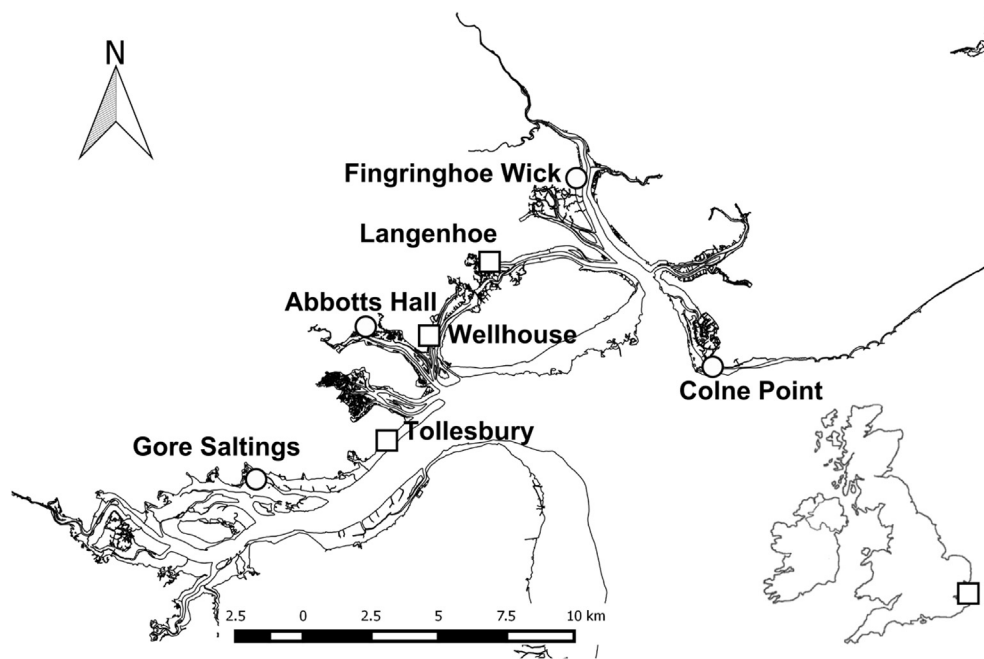 N
Fingringhoe Wick
Langenhoe
Abbotts Hall
Wellhouse
Colne Point
Tollesbury
Gore Saltings
2.5 0 2.5 5 7.5 10 km